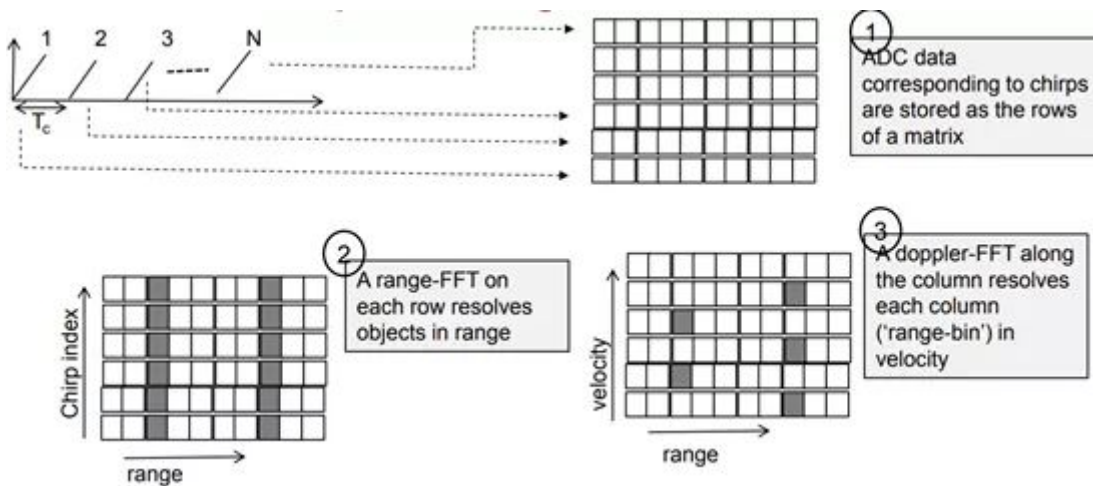 1
2
3
N
T_c
1
ADC data
corresponding to chirps
are stored as the rows
of a matrix
2
A range-FFT on
each row resolves
objects in range
Chirp index
range
3
A doppler-FFT along
the column resolves
each column
('range-bin') in
velocity
velocity
range